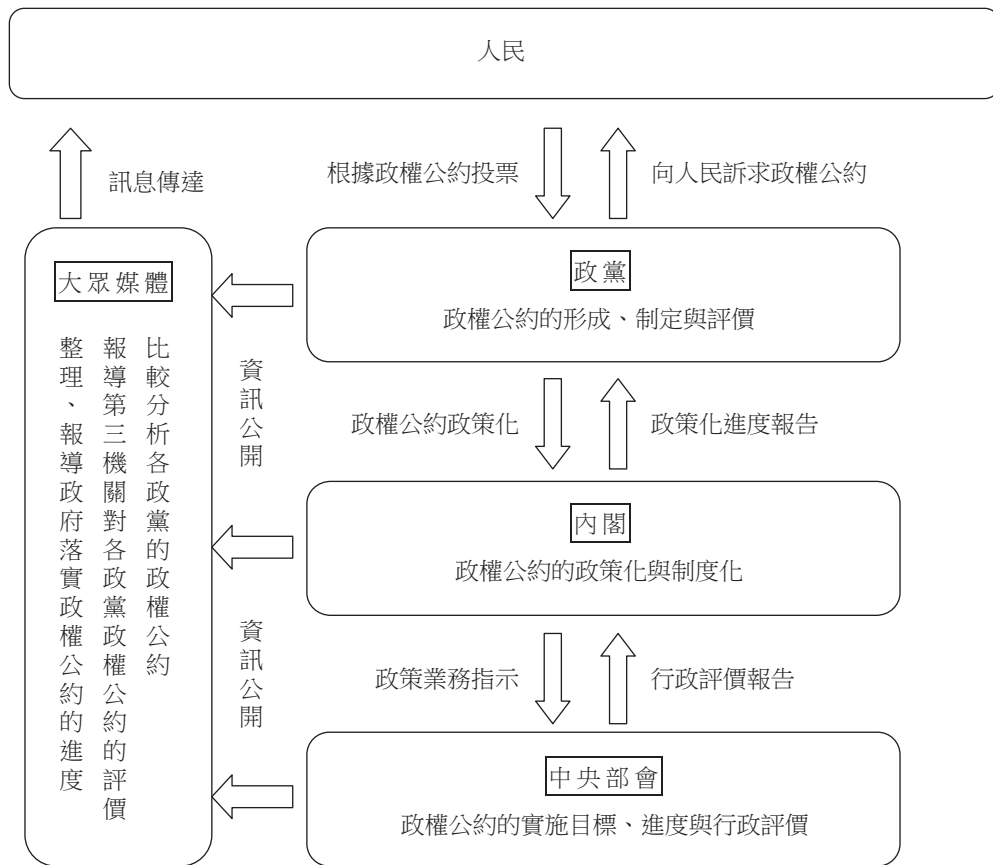 人民
訊息傳達
根據政權公約投票
向人民訴求政權公約
大眾媒體
比較分析各政黨的政權公約
報導第三機關對各政黨政權公約的評價
整理、報導政府落實政權公約的進度
資訊公開
資訊公開
政黨
政權公約的形成、制定與評價
政權公約政策化
政策化進度報告
內閣
政權公約的政策化與制度化
政策業務指示
行政評價報告
中央部會
政權公約的實施目標、進度與行政評價